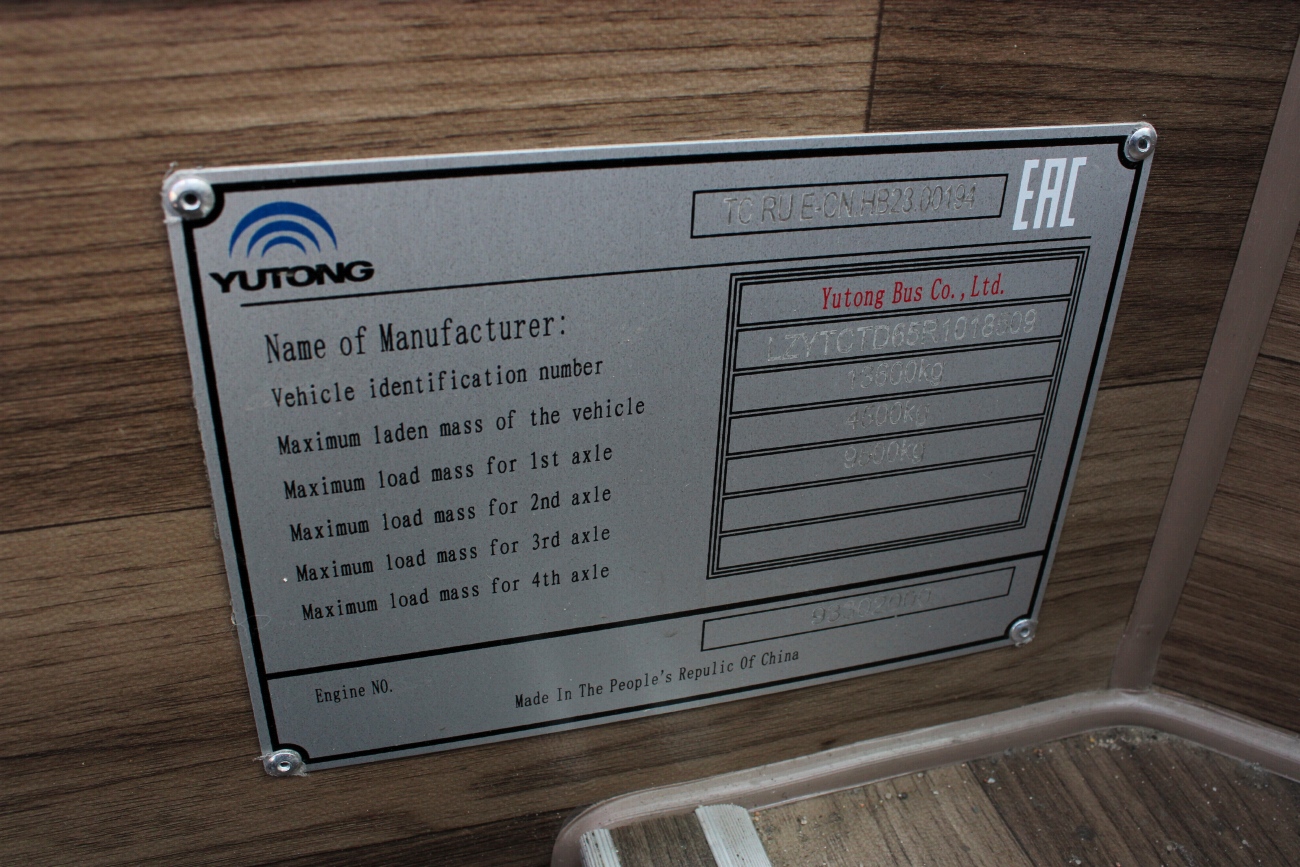 YUTONG
TC RU E-CN.HB23.00194
EAC
Name of Manufacturer:
Yutong Bus Co.,Ltd.
Vehicle identification number
Maximum laden mass of the vehicle
Maximum load mass for 1st axle
Maximum load mass for 2nd axle
Maximum load mass for 3rd axle
Maximum load mass for 4th axle
Engine NO.
Made In The People's Repulic Of China